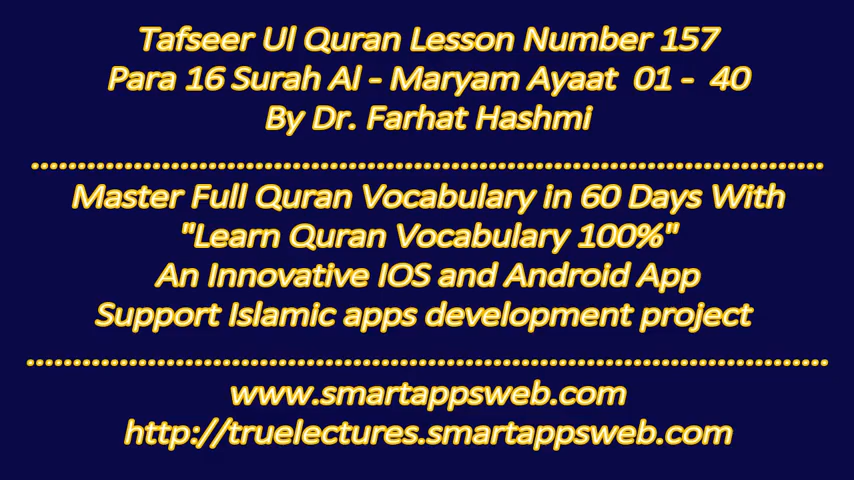 Tafseer Ul Quran Lesson Number 157
Para 16 Surah Al - Maryam Ayaat 01 - 40
By Dr. Farhat Hashmi
Master Full Quran Vocabulary in 60 Days With
"Learn Quran Vocabulary 100%"
An Innovative IOS and Android App
Support Islamic apps development project
www.smartappsweb.com
http://truelectures.smartappsweb.com